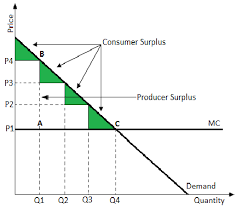 Price
Consumer Surplus
P4
B
P3
Producer Surplus
P2
P1
A
C
MC
Demand
Q1
Q2
Q3
Q4
Quantity